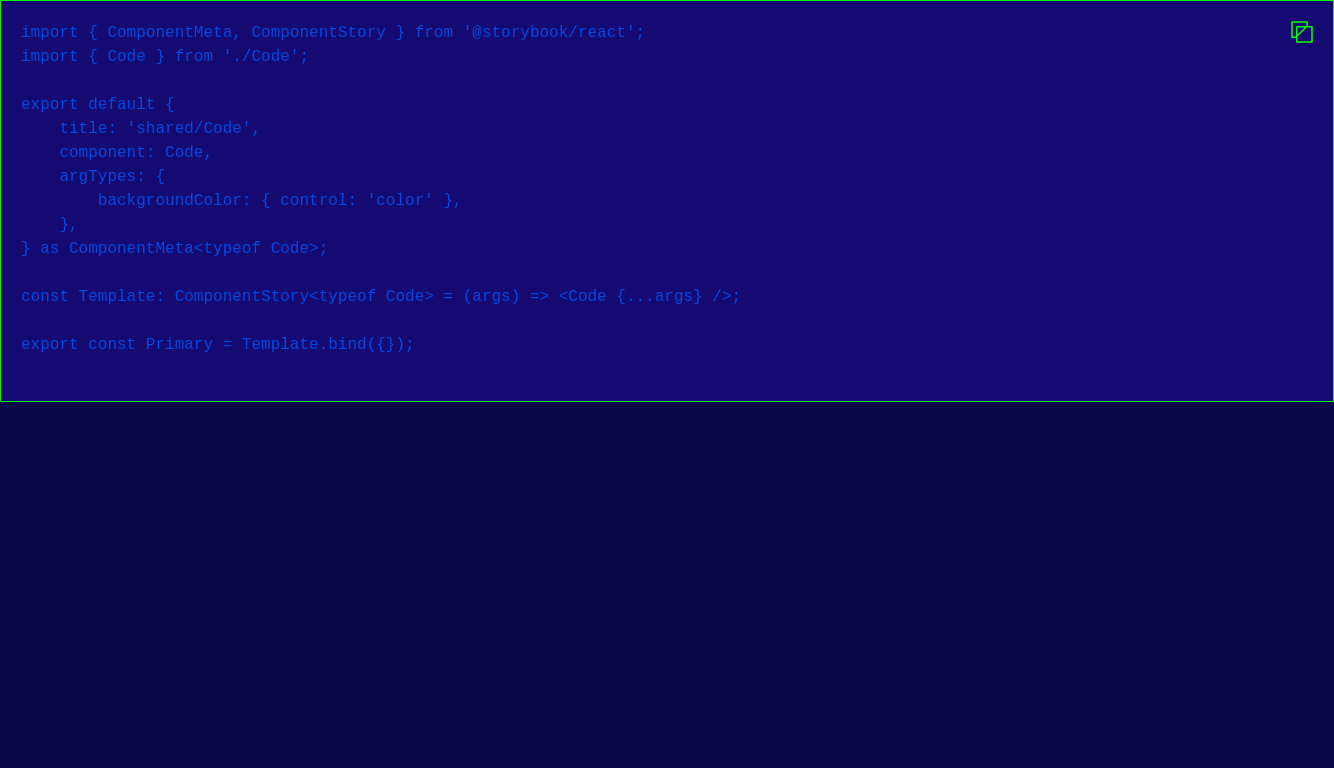 import { ComponentMeta, ComponentStory } from '@storybook/react';
import { Code } from './Code';

export default {
    title: 'shared/Code',
    component: Code,
    argTypes: {
        backgroundColor: { control: 'color' },
    },
} as ComponentMeta<typeof Code>;

const Template: ComponentStory<typeof Code> = (args) => <Code {...args} />;

export const Primary = Template.bind({});